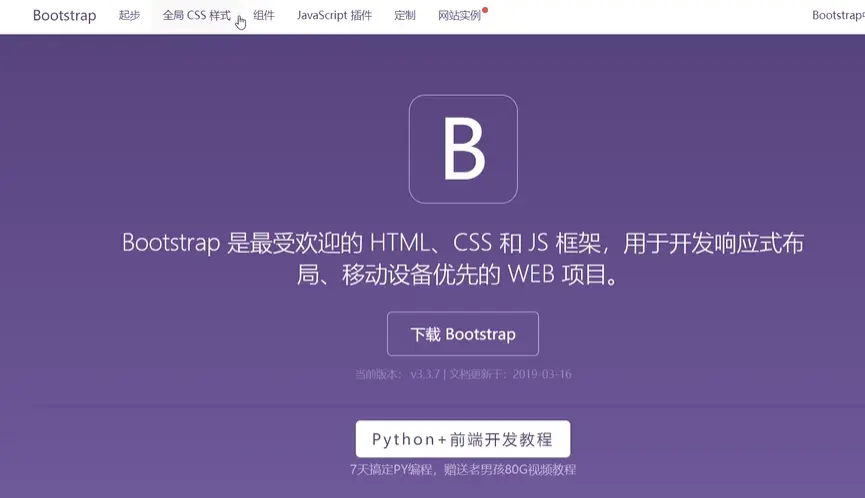 Bootstrap 起步 全局 CSS 样式 组件 JavaScript 插件 定制 网站实例 Bootstrap
B
Bootstrap 是最受欢迎的 HTML、CSS 和 JS 框架，用于开发响应式布
局、移动设备优先的 WEB 项目。
下载 Bootstrap
当前版本： v3.3.7 | 文档更新于：2019-03-16
Python+前端开发教程
7天搞定PY编程，赠送老男孩80G视频教程